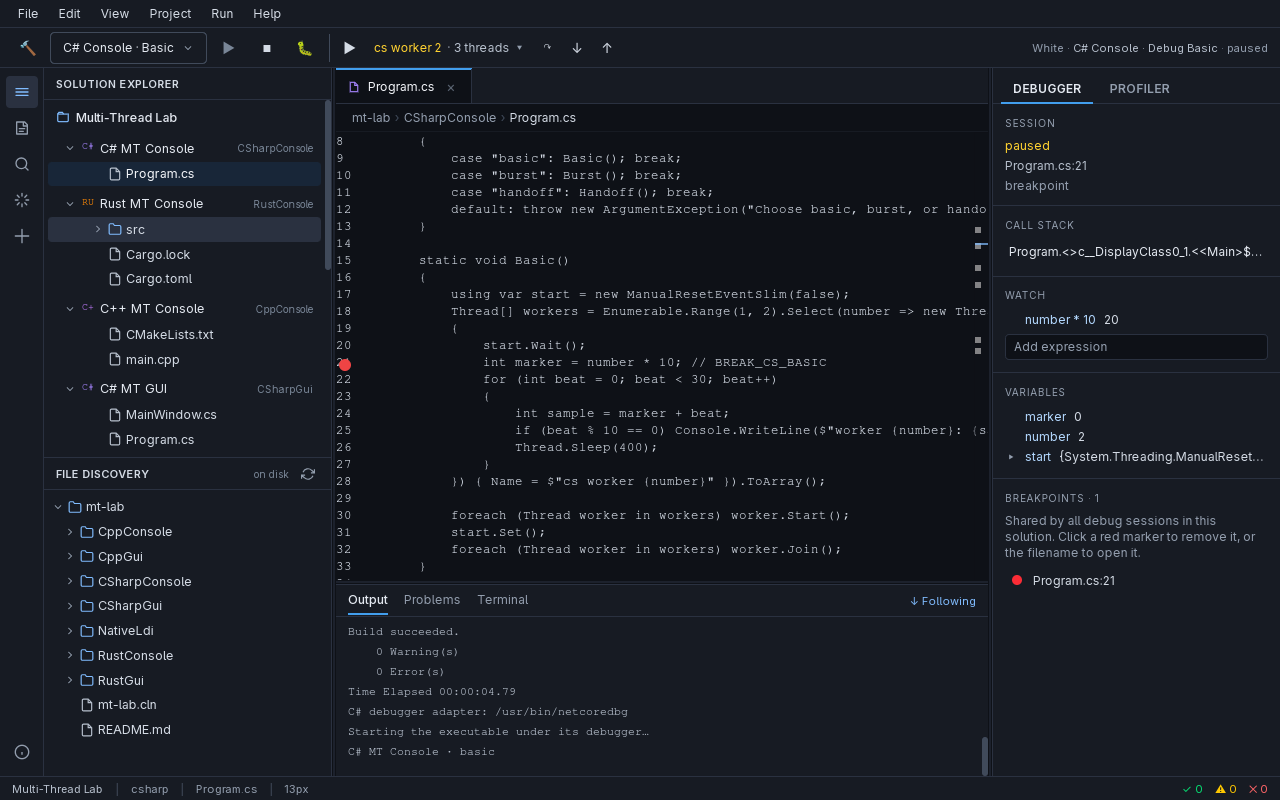 File Edit View Project Run Help
C# Console · Basic
cs worker 2 · 3 threads
White · C# Console · Debug Basic · paused
SOLUTION EXPLORER
Multi-Thread Lab
C# MT Console CSharpConsole
Program.cs
RU Rust MT Console RustConsole
src
Cargo.lock
Cargo.toml
C++ MT Console CppConsole
CMakeLists.txt
main.cpp
C# MT GUI CSharpGui
MainWindow.cs
Program.cs
FILE DISCOVERY on disk
mt-lab
CppConsole
CppGui
CSharpConsole
CSharpGui
NativeLdi
RustConsole
RustGui
mt-lab.cln
README.md
Program.cs ×
mt-lab › CSharpConsole › Program.cs
8 {
9 case "basic": Basic(); break;
10 case "burst": Burst(); break;
11 case "handoff": Handoff(); break;
12 default: throw new ArgumentException("Choose basic, burst, or hando
13 }
14
15 static void Basic()
16 {
17 using var start = new ManualResetEventSlim(false);
18 Thread[] workers = Enumerable.Range(1, 2).Select(number => new Thre
19 {
20 start.Wait();
21 int marker = number * 10; // BREAK_CS_BASIC
22 for (int beat = 0; beat < 30; beat++)
23 {
24 int sample = marker + beat;
25 if (beat % 10 == 0) Console.WriteLine($"worker {number}: {s
26 Thread.Sleep(400);
27 }
28 }) { Name = $"cs worker {number}" }).ToArray();
29
30 foreach (Thread worker in workers) worker.Start();
31 start.Set();
32 foreach (Thread worker in workers) worker.Join();
33 }
Output Problems Terminal ↓ Following
Build succeeded.
0 Warning(s)
0 Error(s)
Time Elapsed 00:00:04.79
C# debugger adapter: /usr/bin/netcoredbg
Starting the executable under its debugger…
C# MT Console · basic
DEBUGGER PROFILER
SESSION
paused
Program.cs:21
breakpoint
CALL STACK
Program.<>c__DisplayClass0_1.<<Main>$…
WATCH
number * 10 20
Add expression
VARIABLES
marker 0
number 2
start {System.Threading.ManualReset…
BREAKPOINTS · 1
Shared by all debug sessions in this
solution. Click a red marker to remove it, or
the filename to open it.
Program.cs:21
Multi-Thread Lab csharp Program.cs 13px
0 0 0